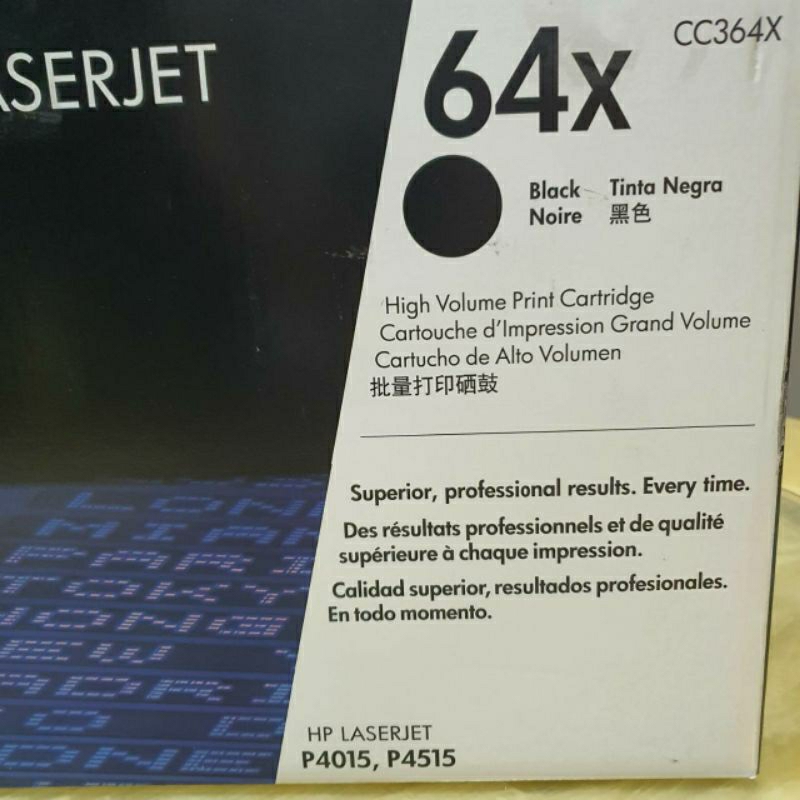 64x
CC364X
Black Tinta Negra
Noire 黑色
High Volume Print Cartridge
Cartouche d'Impression Grand Volume
Cartucho de Alto Volumen
批量打印硒鼓
Superior, professional results. Every time.
Des résultats professionnels et de qualité
supérieure à chaque impression.
Calidad superior, resultados profesionales.
En todo momento.
HP LASERJET
P4015, P4515